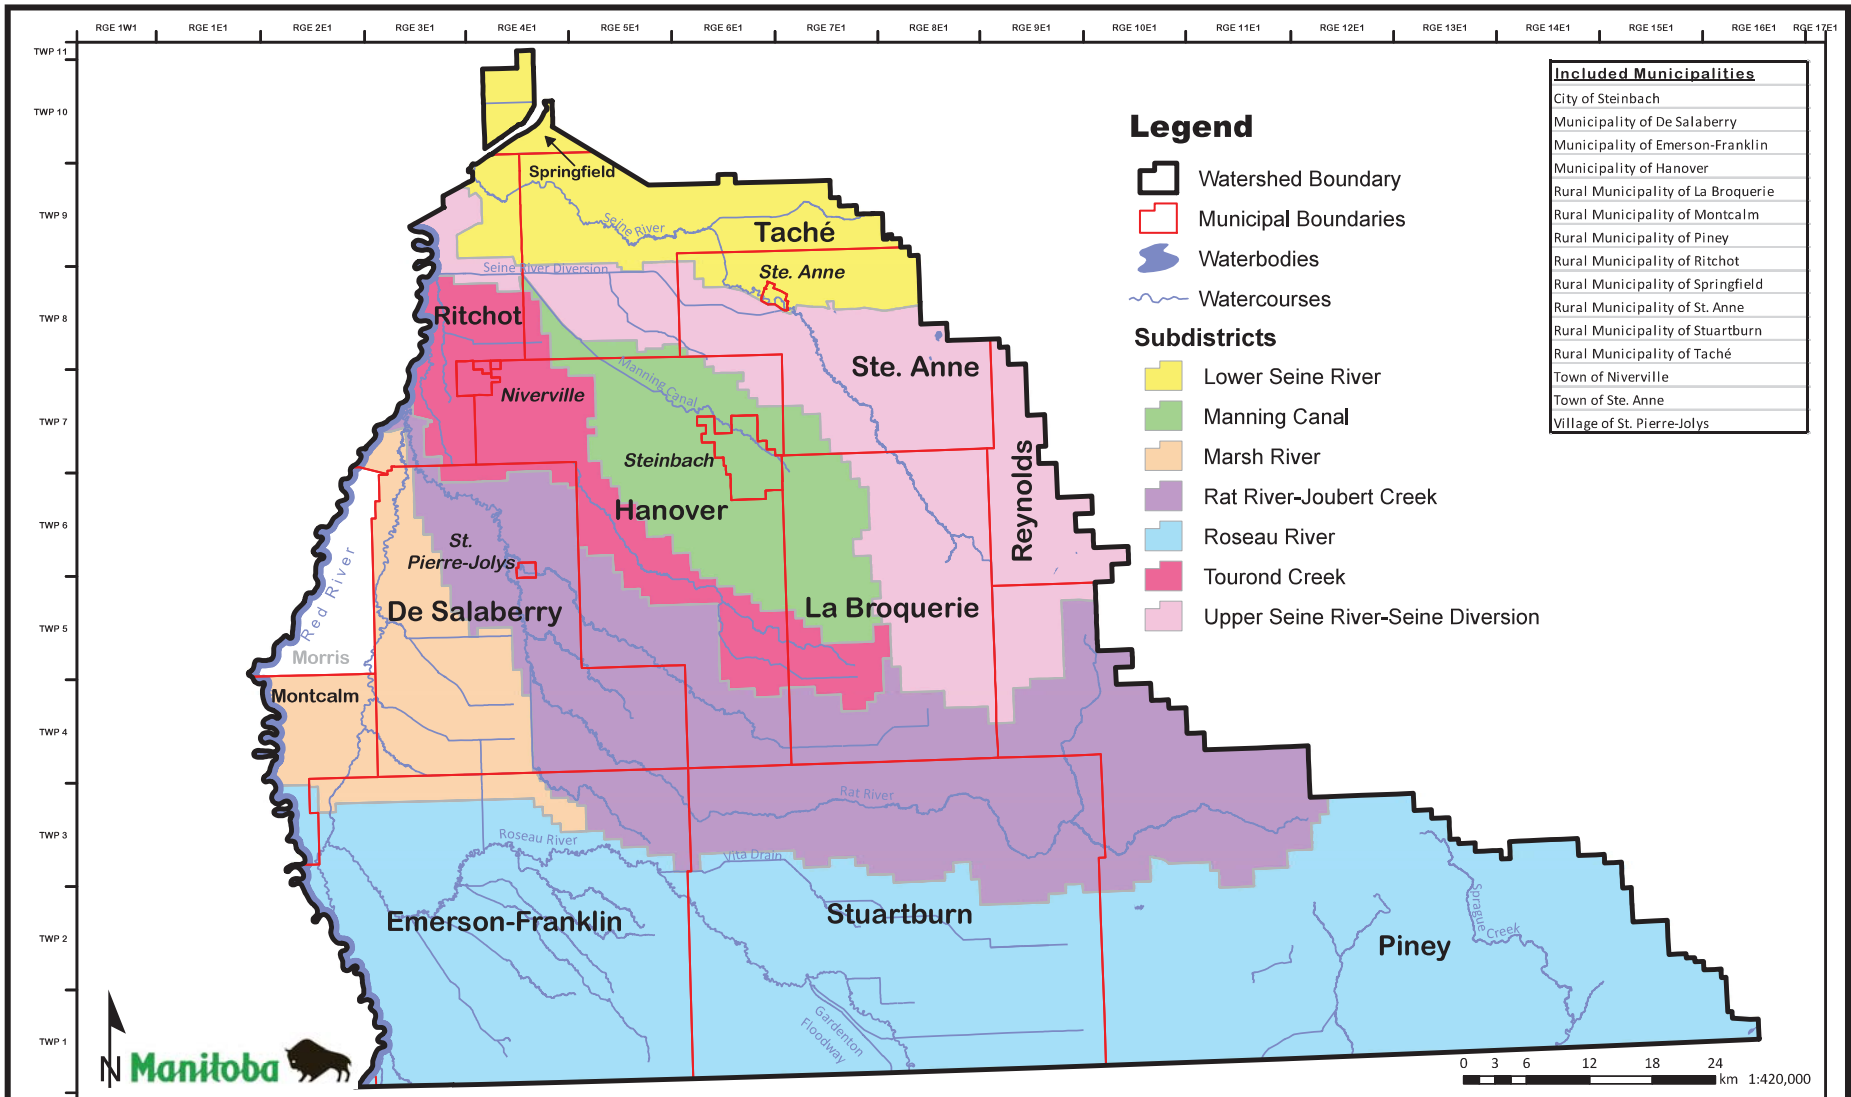 RGE 1W1 RGE 1E1 RGE 2E1 RGE 3E1 RGE 4E1 RGE 5E1 RGE 6E1 RGE 7E1 RGE 8E1 RGE 9E1 RGE 10E1 RGE 11E1 RGE 12E1 RGE 13E1 RGE 14E1 RGE 15E1 RGE 16E1 RGE 17E1
TWP 11
TWP 10
TWP 9
TWP 8
TWP 7
TWP 6
TWP 5
TWP 4
TWP 3
TWP 2
TWP 1
Included Municipalities
City of Steinbach
Municipality of De Salaberry
Municipality of Emerson-Franklin
Municipality of Hanover
Rural Municipality of La Broquerie
Rural Municipality of Montcalm
Rural Municipality of Piney
Rural Municipality of Ritchot
Rural Municipality of Springfield
Rural Municipality of St. Anne
Rural Municipality of Stuartburn
Rural Municipality of Taché
Town of Niverville
Town of Ste. Anne
Village of St. Pierre-Jolys
Legend
Watershed Boundary
Municipal Boundaries
Waterbodies
Watercourses
Subdistricts
Lower Seine River
Manning Canal
Marsh River
Rat River-Joubert Creek
Roseau River
Tourond Creek
Upper Seine River-Seine Diversion
Springfield
Seine River
Taché
Seine River Diversion
Ste. Anne
Ritchot
Ste. Anne
Manning Canal
Niverville
Steinbach
Reynolds
Hanover
St.
Pierre-Jolys
Red River
De Salaberry
La Broquerie
Morris
Montcalm
Rat River
Roseau River
Vita Drain
Emerson-Franklin
Stuartburn
Sprague
Creek
Piney
Gardenton
Floodway
N
Manitoba
0 3 6 12 18 24
km 1:420,000